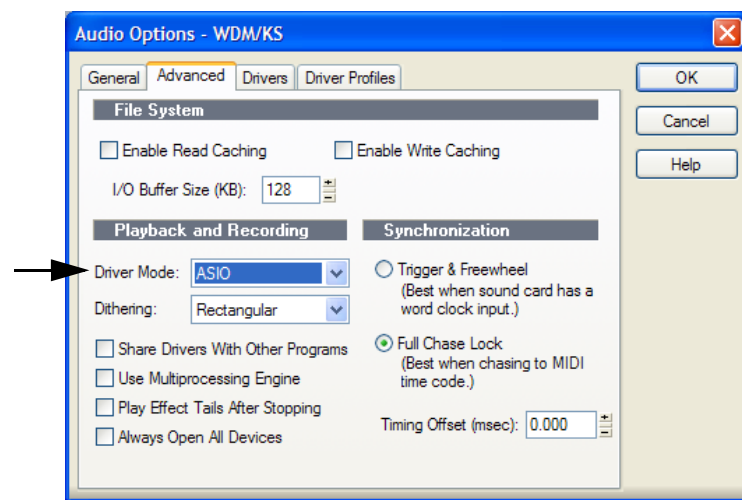 Audio Options - WDM/KS
General Advanced Drivers Driver Profiles
OK
Cancel
Help
File System
Enable Read Caching
Enable Write Caching
I/O Buffer Size (KB): 128
Playback and Recording
Driver Mode: ASIO
Dithering: Rectangular
Share Drivers With Other Programs
Use Multiprocessing Engine
Play Effect Tails After Stopping
Always Open All Devices
Synchronization
Trigger & Freewheel
(Best when sound card has a
word clock input.)
Full Chase Lock
(Best when chasing to MIDI
time code.)
Timing Offset (msec): 0.000